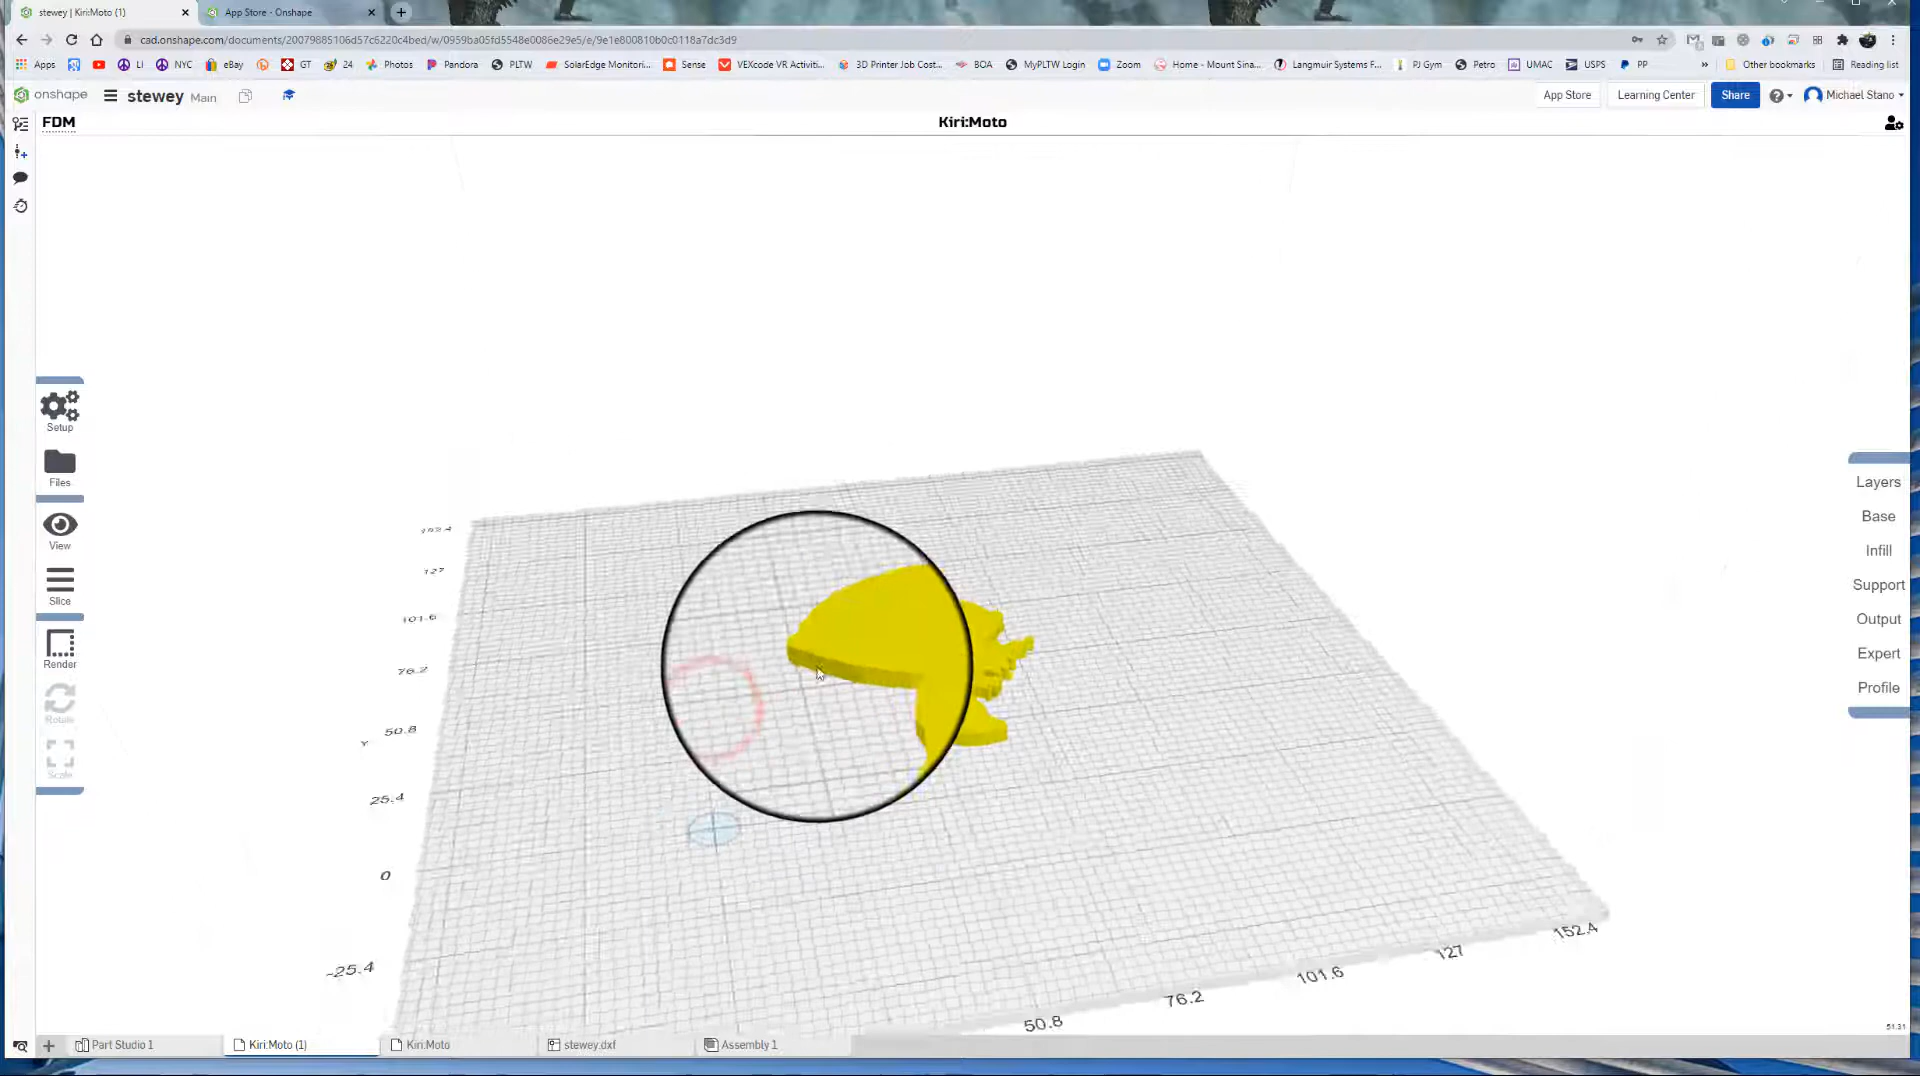 stewey | Kiri:Moto (1)
App Store - Onshape
cad.onshape.com/documents/20079885106d57c6220c4bed/w/0959ba05fd5548e0086e29e5/e/9e1e800810b0c0118a7dc3d9
Apps LI NYC eBay GT 24 Photos Pandora PLTW SolarEdge Monitori... Sense VEXcode VR Activiti... 3D Printer Job Cost... BOA MyPLTW Login Zoom Home - Mount Sina... Langmuir Systems F... PJ Gym Petro UMAC USPS PP » Other bookmarks Reading list
onshape stewey Main App Store Learning Center Share Michael Stano
FDM Kiri:Moto
Setup
Files
View
Slice
Render
Rotate
Scale
Layers
Base
Infill
Support
Output
Expert
Profile
127
101.6
76.2
Y 50.8
25.4
0
-25.4
50.8
76.2
101.6
127
152.4
51.31
Part Studio 1 Kiri:Moto (1) Kiri:Moto stewey.dxf Assembly 1